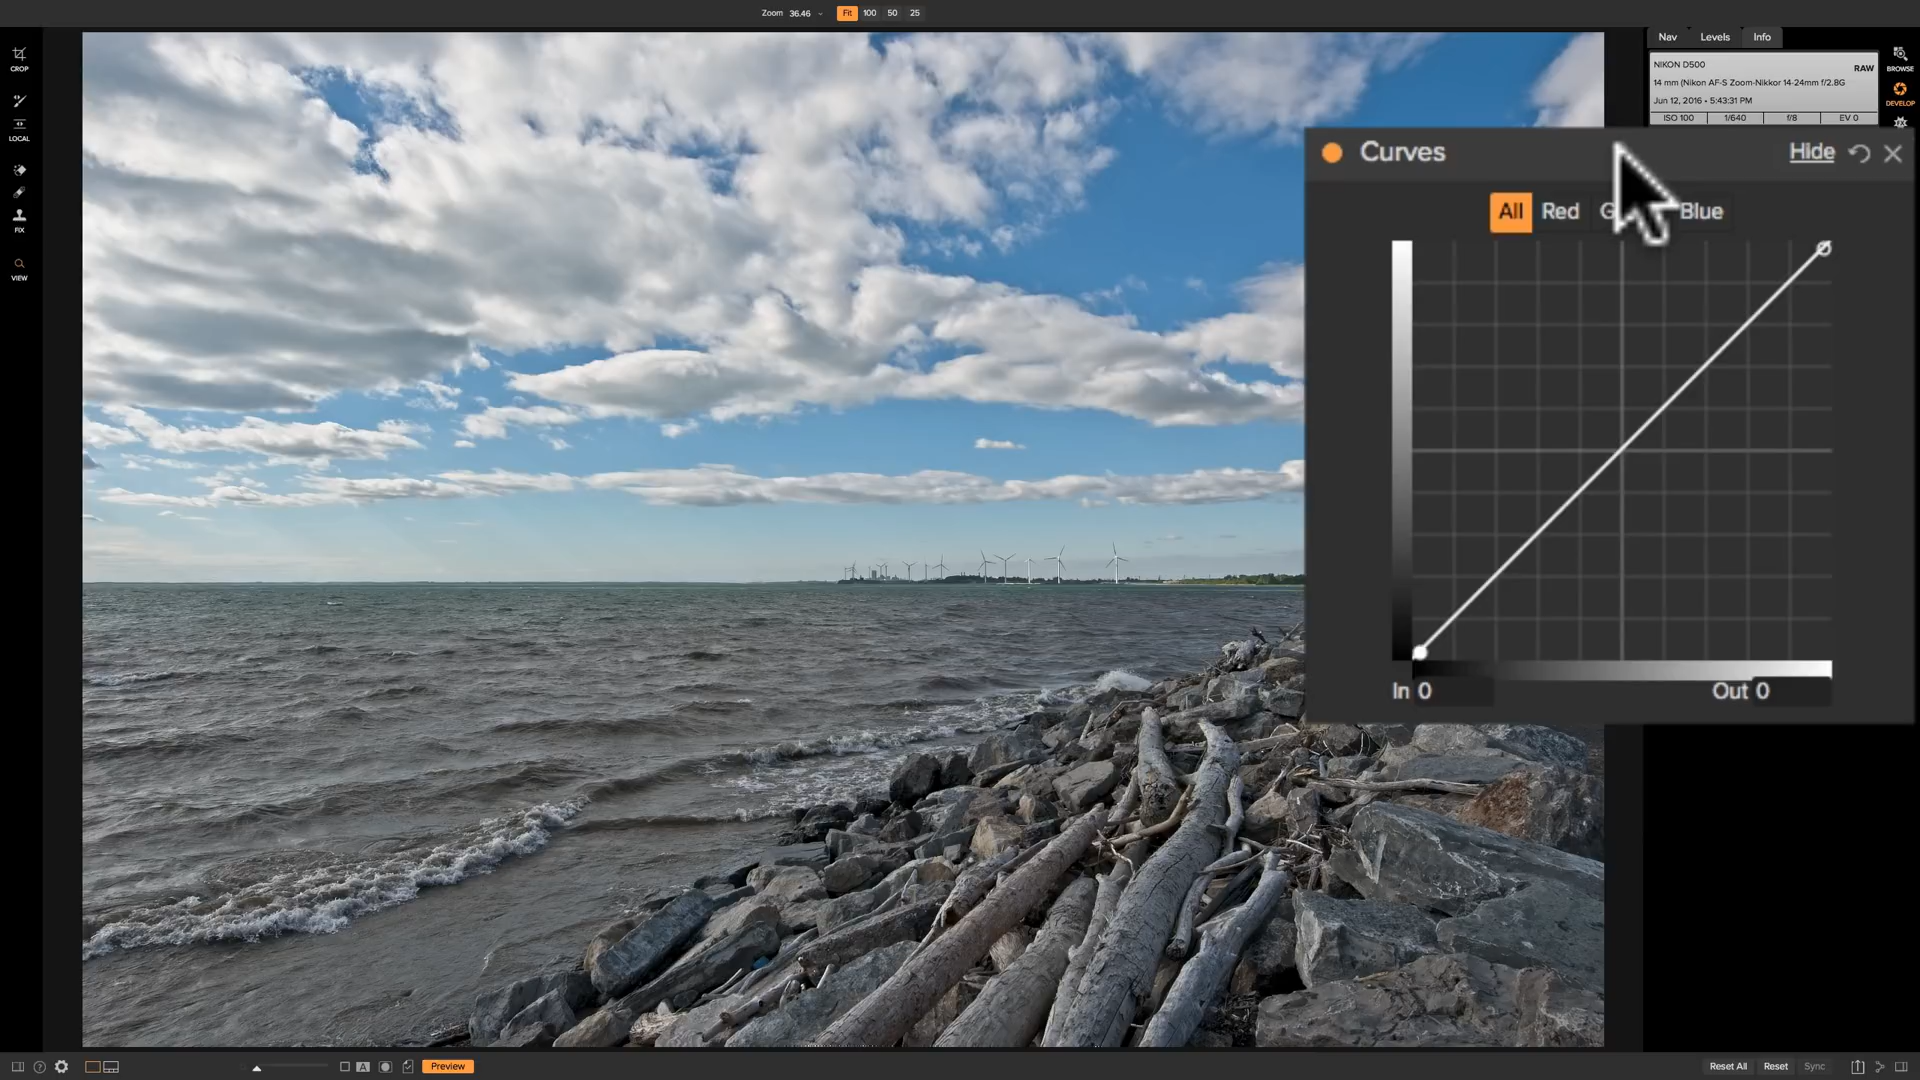 Zoom 36.46 Fit 100 50 25
Nav Levels Info
CROP
LOCAL
FIX
VIEW
NIKON D500 RAW
14 mm (Nikon AF-S Zoom-Nikkor 14-24mm f/2.8G
Jun 12, 2016 • 5:43:31 PM
ISO 100 1/640 f/8 EV 0
BROWSE
DEVELOP
Curves Hide
All Red Blue
In 0 Out 0
A Preview Reset All Reset Sync